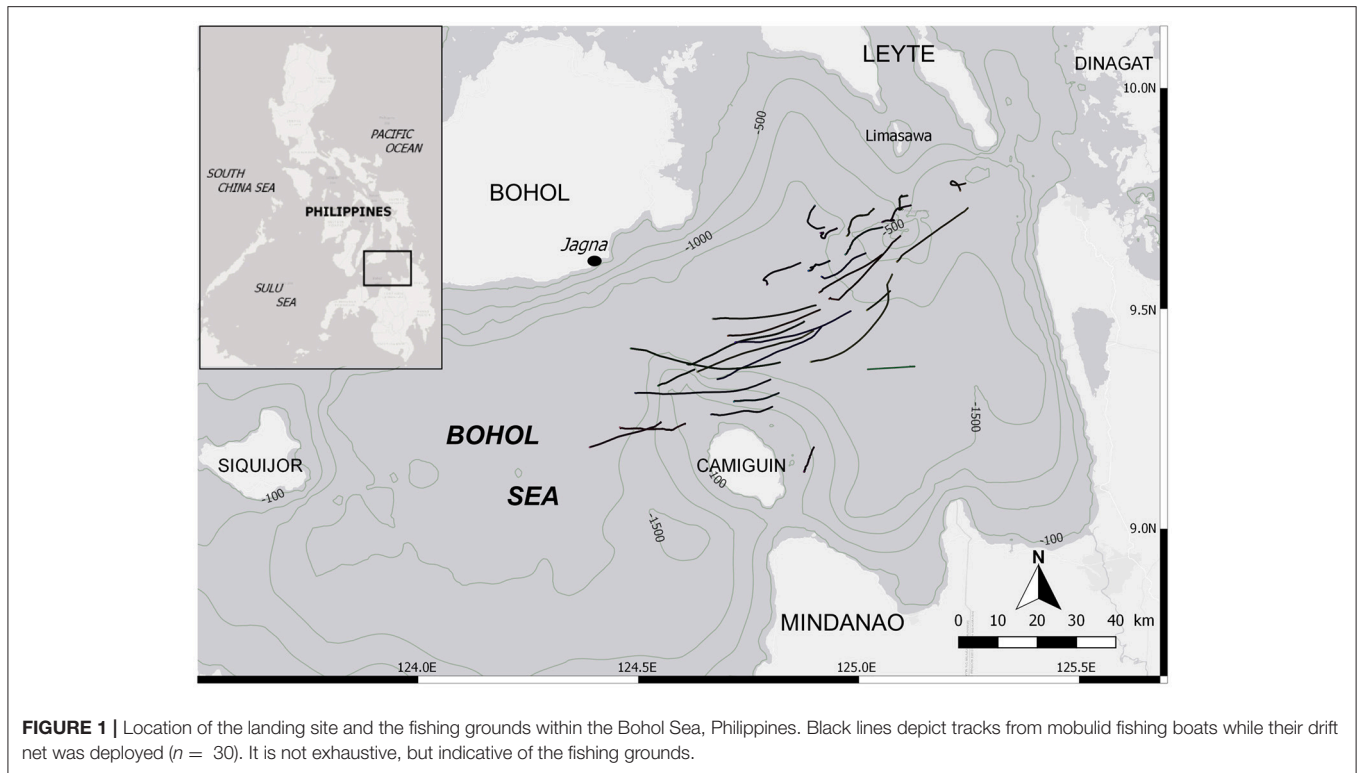 PACIFIC
OCEAN
SOUTH
CHINA SEA
PHILIPPINES
SULU
SEA
LEYTE
DINAGAT
10.0N
-500
Limasawa
BOHOL
Jagna
-1000
-500
9.5N
-1500
BOHOL
SEA
SIQUIJOR
-100
CAMIGUIN
-100
-1500
9.0N
-100
N
MINDANAO
0 10 20 30 40 km
124.0E 124.5E 125.0E 125.5E
FIGURE 1 | Location of the landing site and the fishing grounds within the Bohol Sea, Philippines. Black lines depict tracks from mobulid fishing boats while their drift
net was deployed (n = 30). It is not exhaustive, but indicative of the fishing grounds.